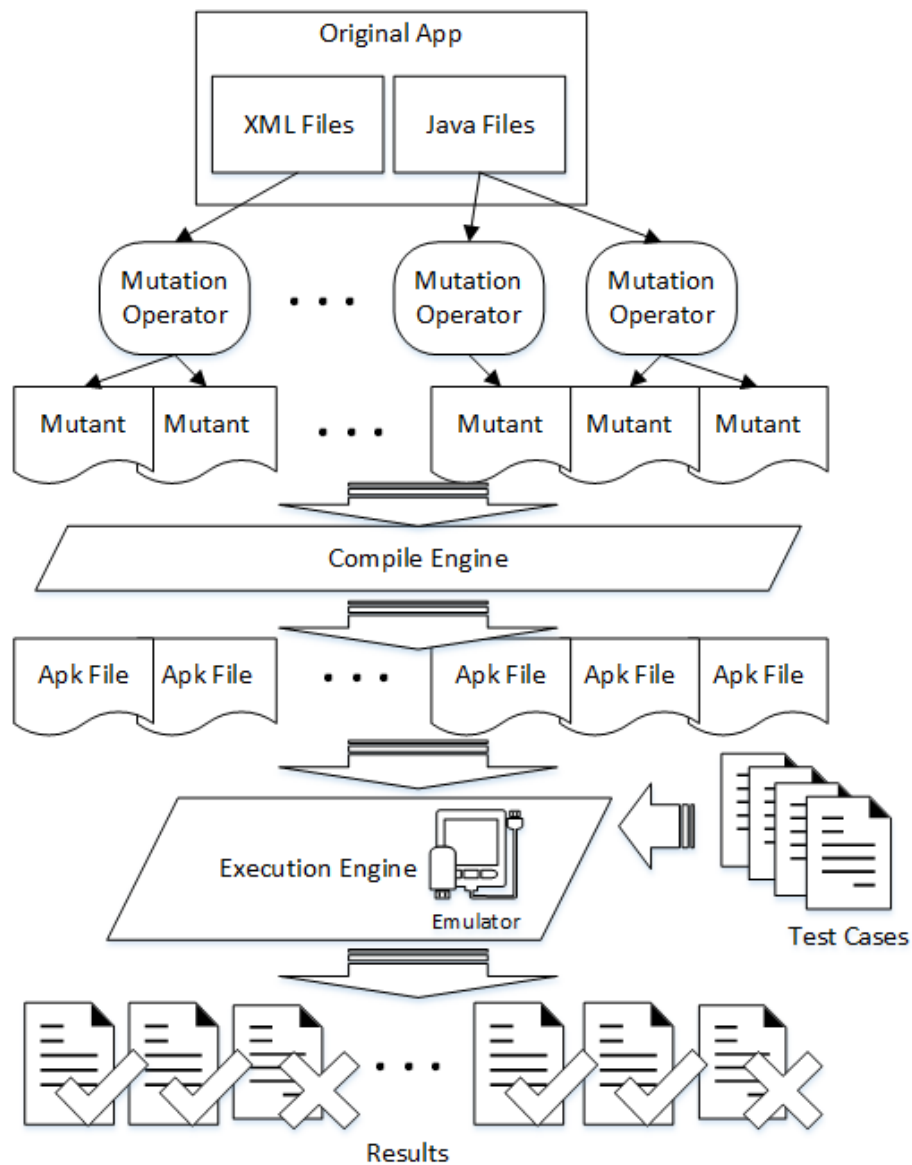 Original App
XML Files
Java Files
Mutation
Operator
. . .
Mutation
Operator
Mutation
Operator
Mutant
Mutant
. . .
Mutant
Mutant
Mutant
Compile Engine
Apk File
Apk File
. . .
Apk File
Apk File
Apk File
Execution Engine
Emulator
Test Cases
. . .
Results